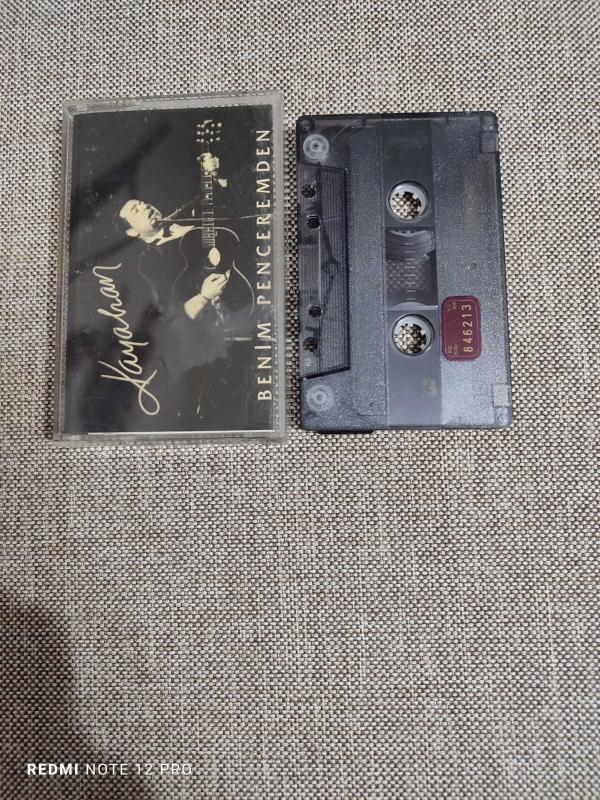 Kayahan
BENİM PENCEREMDEN
846213
REDMI NOTE 12 PRO